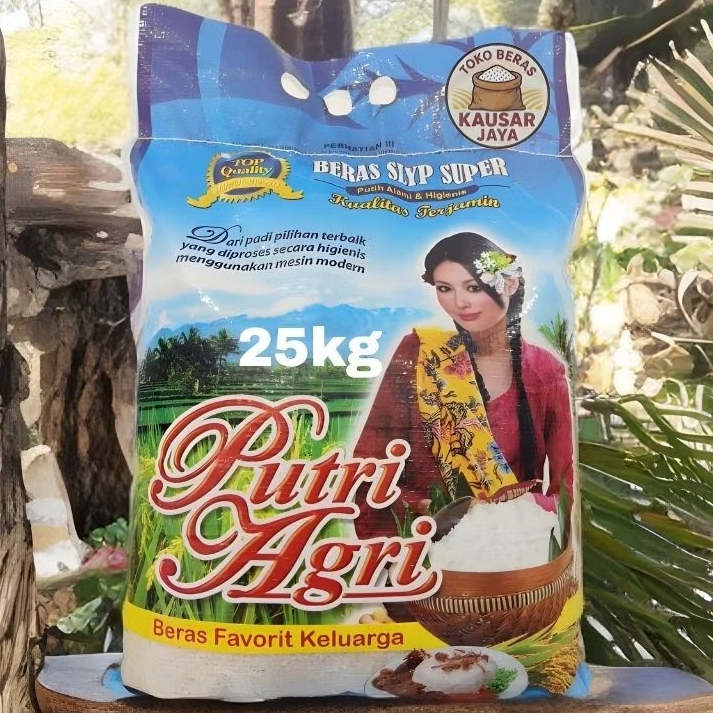 TOKO BERAS
KAUSAR
JAYA
PERHATIAN !!!
TOP
Quality
BERAS SLYP SUPER
Putih Alami & Higienis
Kualitas Terjamin
Dari padi pilihan terbaik
yang diproses secara higienis
menggunakan mesin modern
25kg
Putri
Agri
Beras Favorit Keluarga